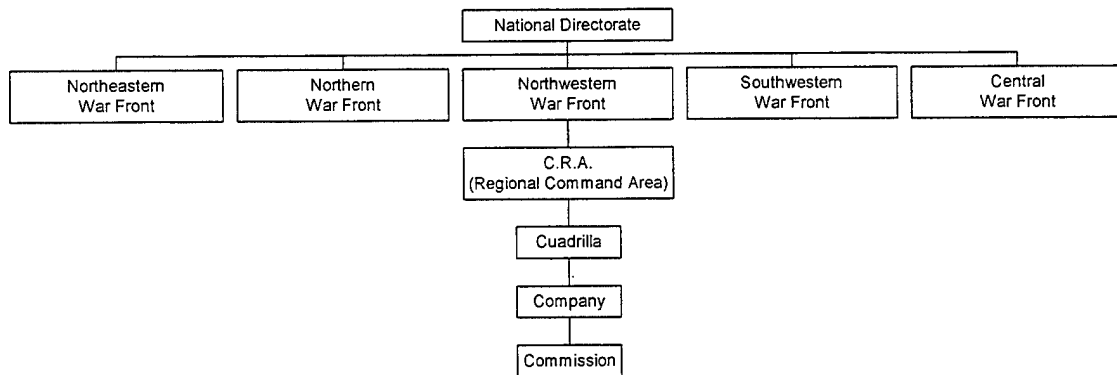 National Directorate
Northeastern
War Front
Northern
War Front
Northwestern
War Front
Southwestern
War Front
Central
War Front
C.R.A.
(Regional Command Area)
Cuadrilla
Company
Commission